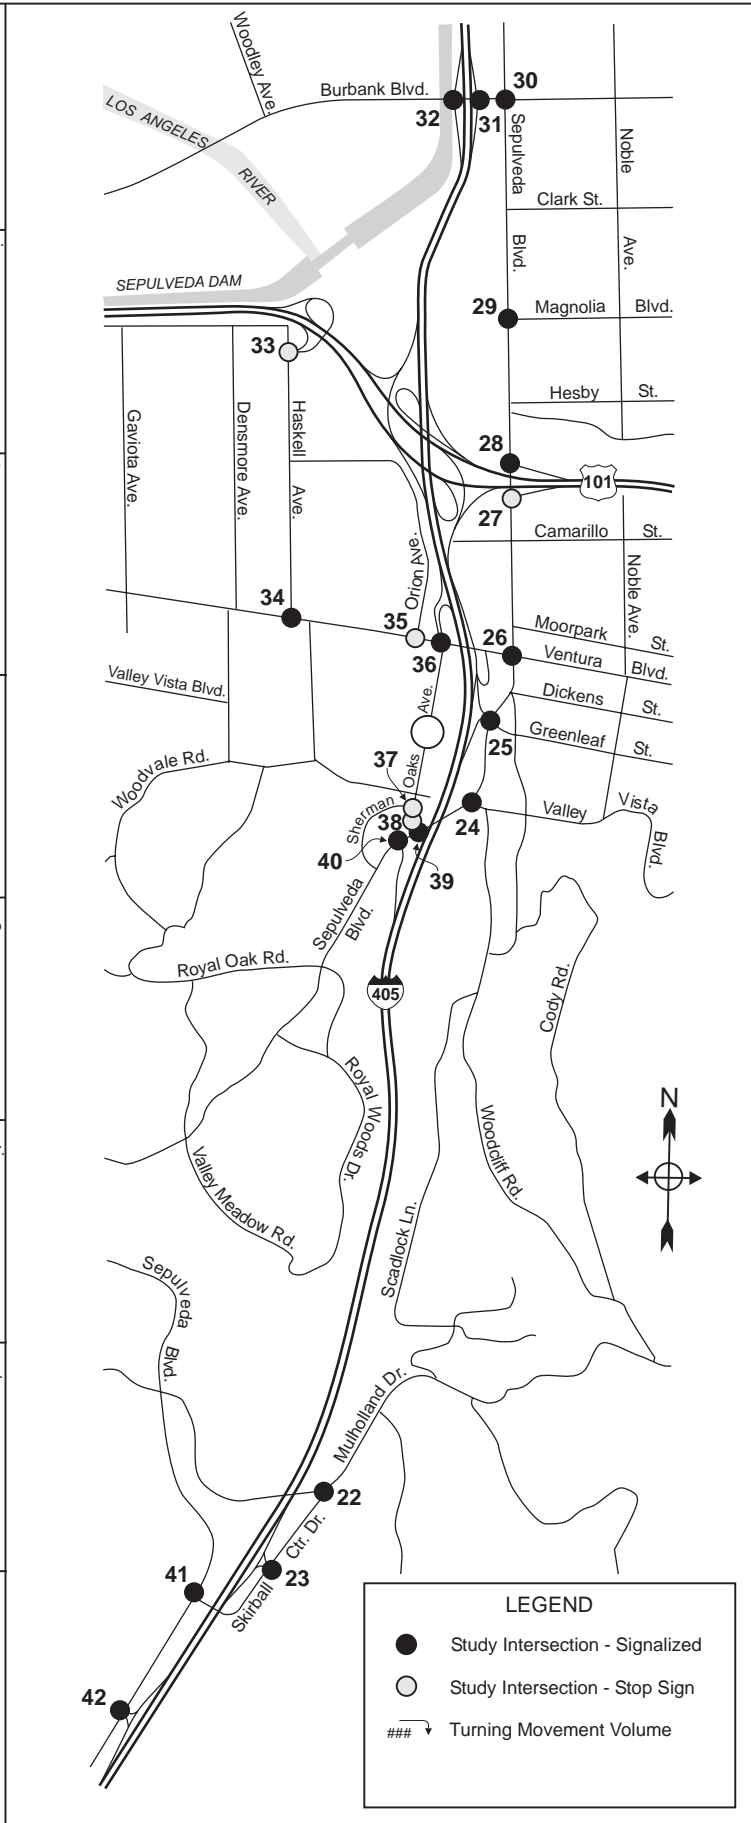 Woodley Ave.
Burbank Blvd.
30
32
31
LOS ANGELES
RIVER
Sepulveda
Blvd.
Noble
Ave.
Clark St.
SEPULVEDA DAM
29
Magnolia Blvd.
33
Hesby St.
Gaviota Ave.
Densmore Ave.
Haskell
Ave.
28
101
27
Camarillo St.
Orion Ave.
Noble Ave.
34
35
36
26
Moorpark St.
Ventura Blvd.
Valley Vista Blvd.
Dickens St.
Ave.
25
Greenleaf St.
Woodvale Rd.
37
Oaks
Sherman
38
24
Valley Vista
Blvd.
40
39
Sepulveda
Blvd.
Royal Oak Rd.
405
Cody Rd.
Royal Woods Dr.
N
Woodcliff Rd.
Valley Meadow Rd.
Scadlock Ln.
Sepulveda
Blvd.
Mulholland Dr.
22
Ctr. Dr.
41
23
Skirball
42
LEGEND
Study Intersection - Signalized
Study Intersection - Stop Sign
### Turning Movement Volume